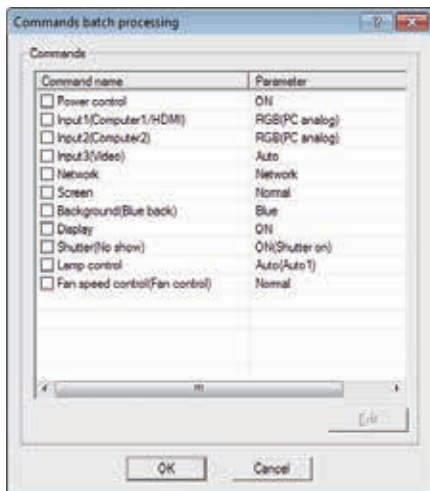 Commands batch processing
Commands
Command name Parameter
Power control ON
Input1(Computer1/HDMI) RGB(PC analog)
Input2(Computer2) RGB(PC analog)
Input3(Video) Auto
Network Network
Screen Normal
Background(Blue back) Blue
Display ON
Shutter(No show) ON(Shutter on)
Lamp control Auto(Auto1)
Fan speed control(Fan control) Normal
Edit
OK Cancel